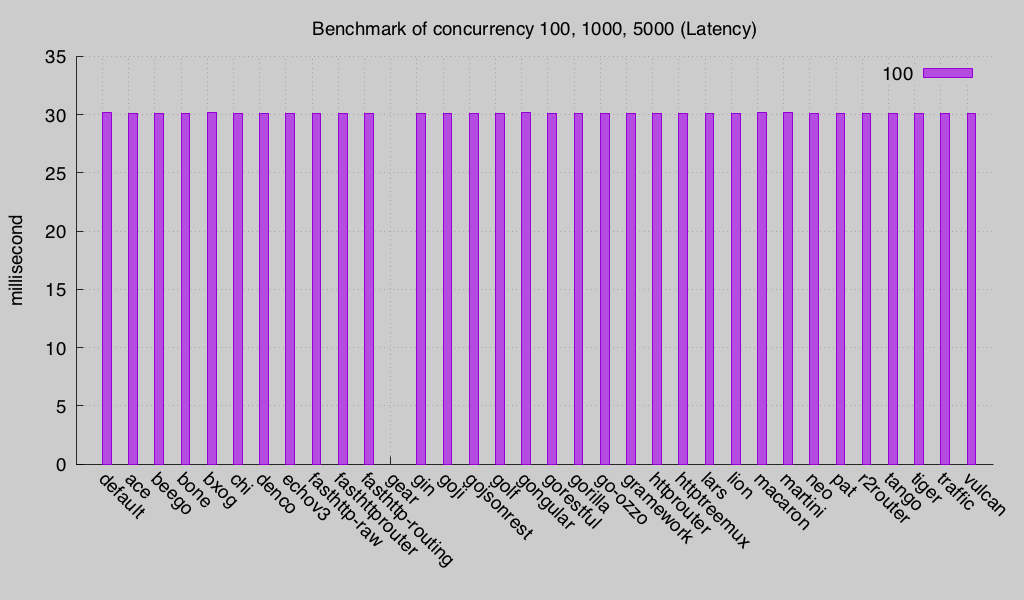 Benchmark of concurrency 100, 1000, 5000 (Latency)
35
30
25
20
15
10
5
0
millisecond
100
default
ace
beego
bone
bxog
chi
denco
echov3
fasthttp-raw
fasthttprouter
fasthttp-routing
gear
gin
goji
gojsonrest
golf
gongular
gorestful
gorilla
go-ozzo
gramework
httprouter
httptreemux
lars
lion
macaron
martini
neo
pat
r2router
tango
tiger
traffic
vulcan